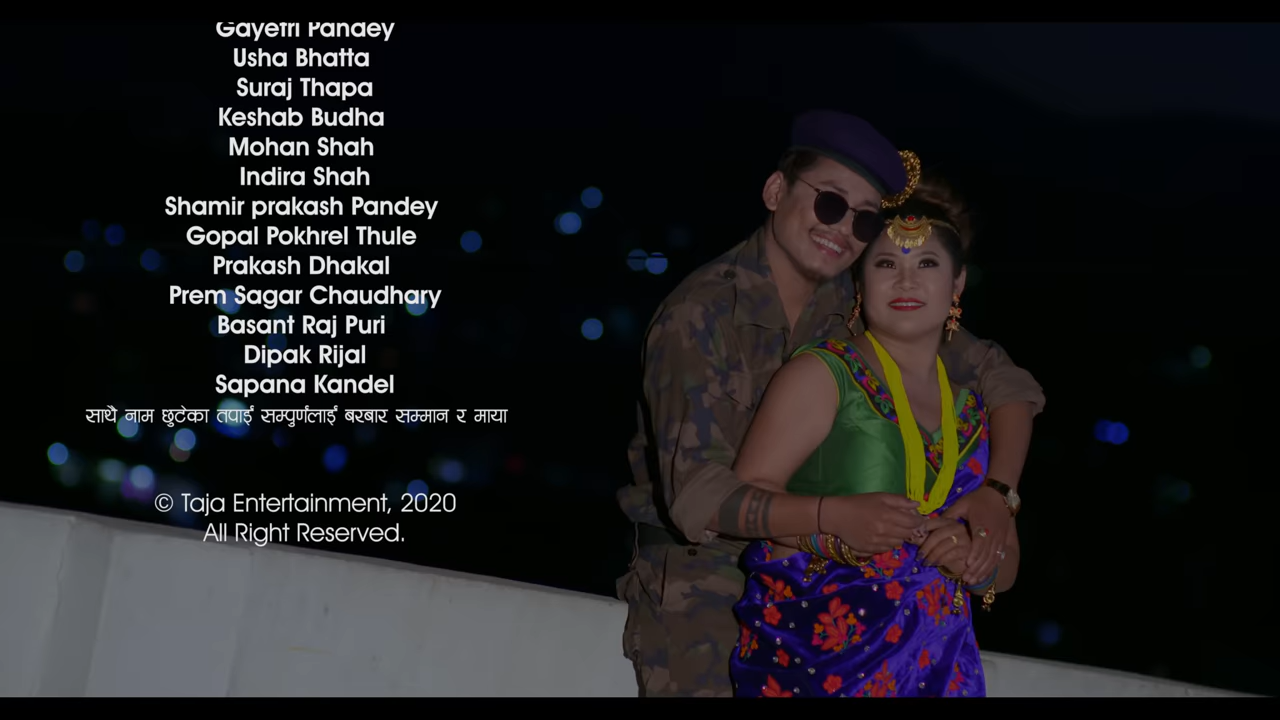 Gayetri Pandey
Usha Bhatta
Suraj Thapa
Keshab Budha
Mohan Shah
Indira Shah
Shamir prakash Pandey
Gopal Pokhrel Thule
Prakash Dhakal
Prem Sagar Chaudhary
Basant Raj Puri
Dipak Rijal
Sapana Kandel
साथै नाम छुटेका तपाईं सम्पुर्णलाईं बरबार सम्मान र माया
© Taja Entertainment, 2020
All Right Reserved.